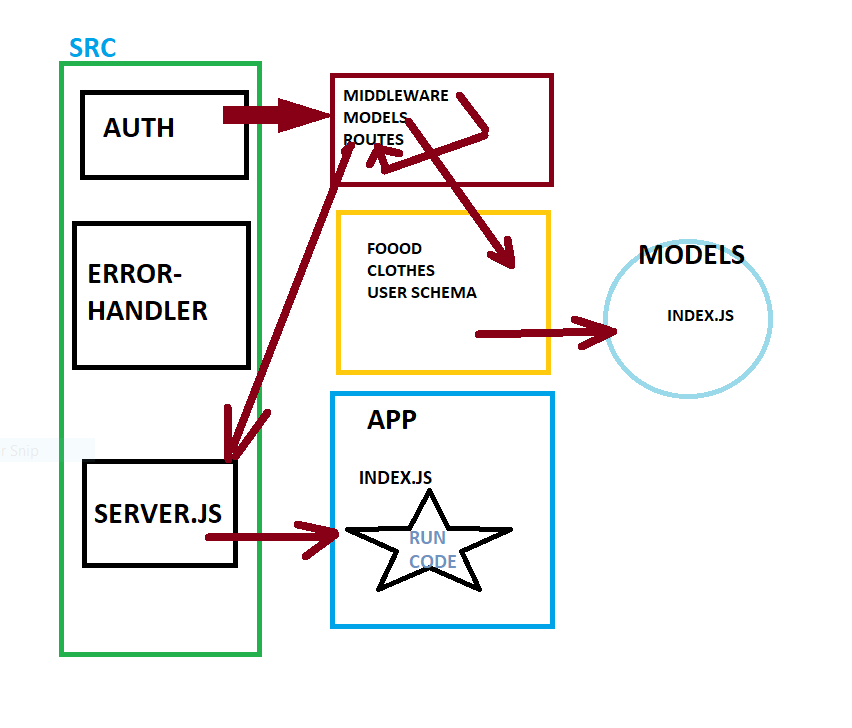 SRC
AUTH
MIDDLEWARE
MODELS
ROUTES
ERROR-
HANDLER
FOOOD
CLOTHES
USER SCHEMA
MODELS
INDEX.JS
SERVER.JS
APP
INDEX.JS
RUN
CODE
r Snip